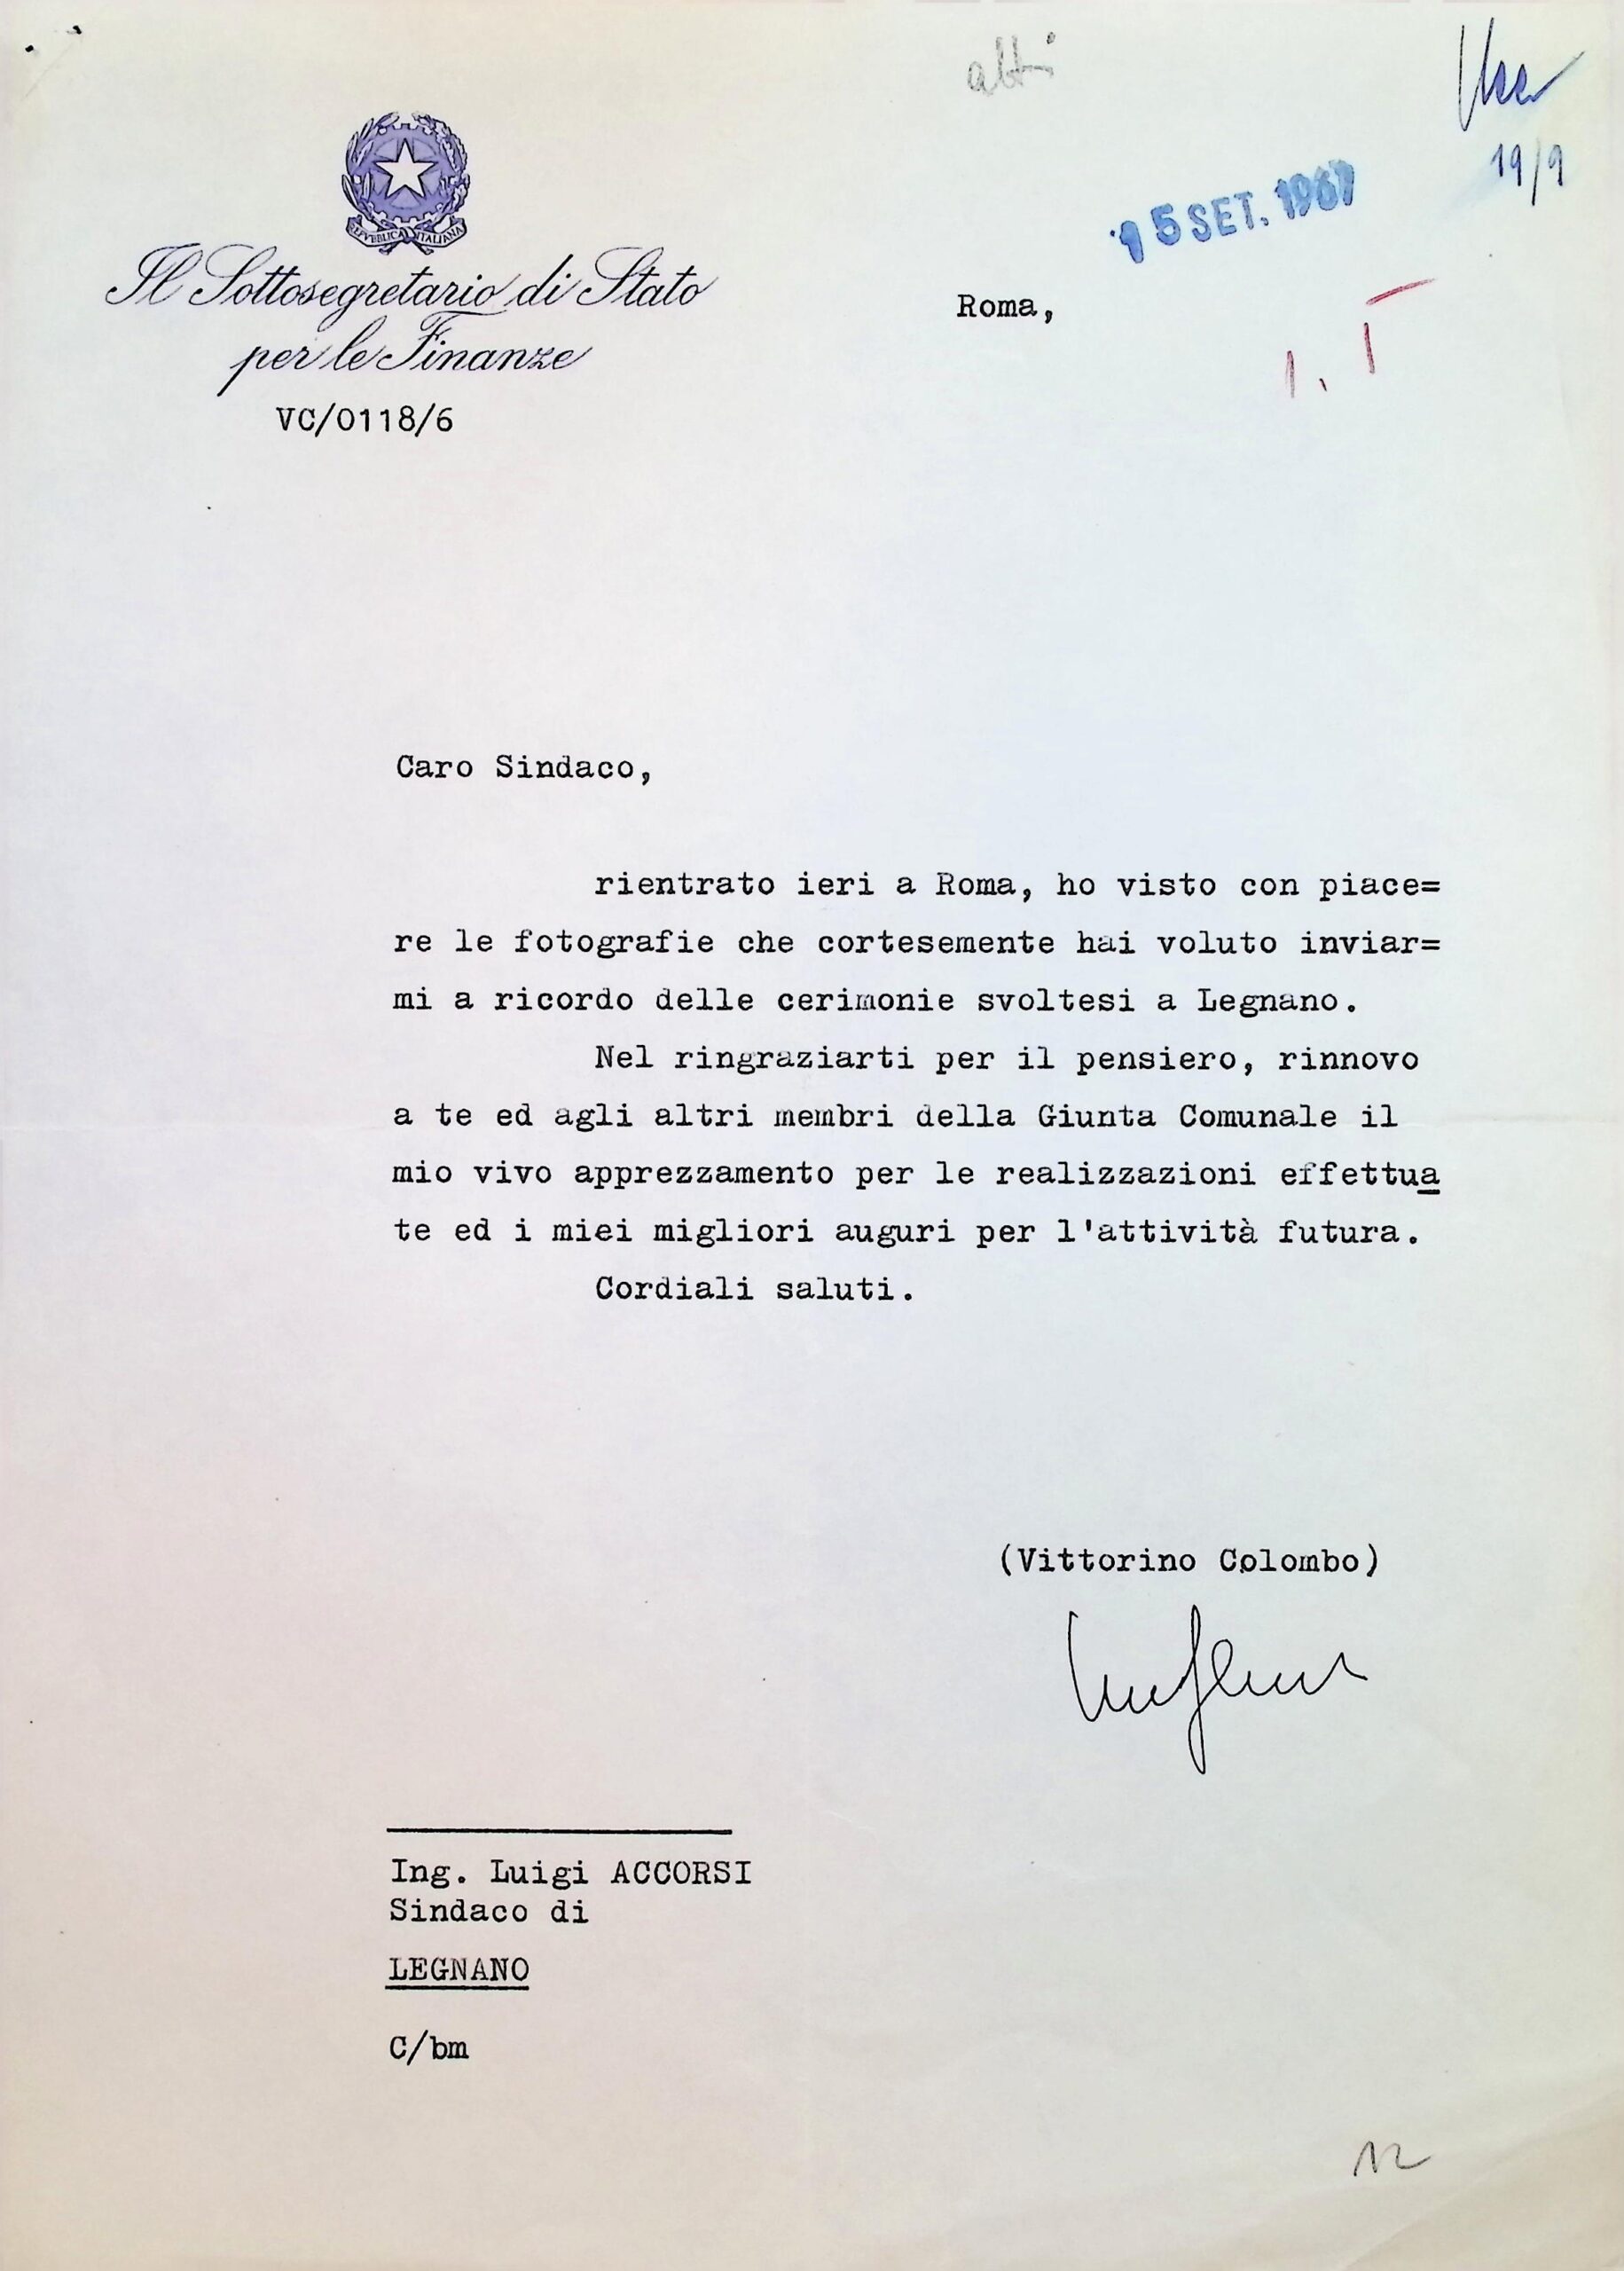 alti
19/9
REPVBBLICA ITALIANA
15 SET. 1967
Il Sottosegretario di Stato
per le Finanze
Roma,
VC/0118/6
Caro Sindaco,
rientrato ieri a Roma, ho visto con piace=
re le fotografie che cortesemente hai voluto inviar=
mi a ricordo delle cerimonie svoltesi a Legnano.
Nel ringraziarti per il pensiero, rinnovo
a te ed agli altri membri della Giunta Comunale il
mio vivo apprezzamento per le realizzazioni effettua
te ed i miei migliori auguri per l'attività futura.
Cordiali saluti.
(Vittorino Colombo)
Ing. Luigi ACCORSI
Sindaco di
LEGNANO
C/bm
12